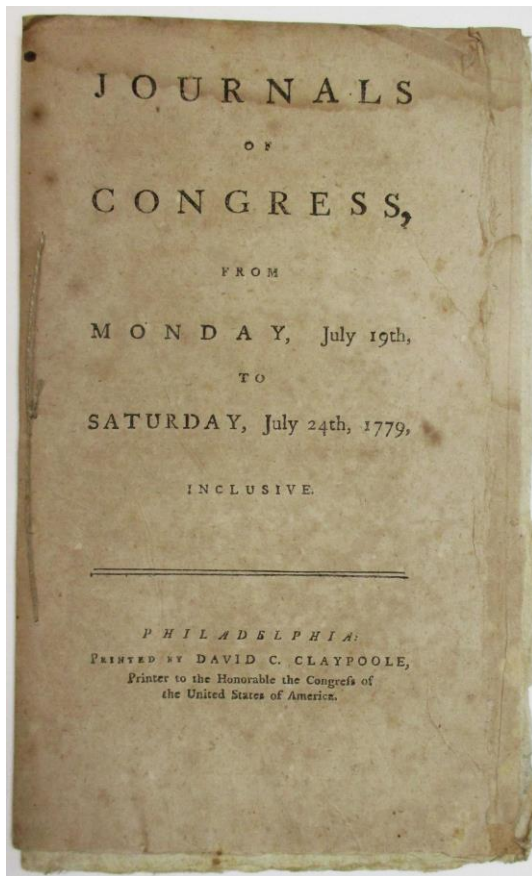 JOURNALS
OF
CONGRESS,
FROM
MONDAY, July 19th,
TO
SATURDAY, July 24th, 1779,
INCLUSIVE.
PHILADELPHIA:
PRINTED BY DAVID C. CLAYPOOLE,
Printer to the Honorable the Congreſs of
the United States of America.